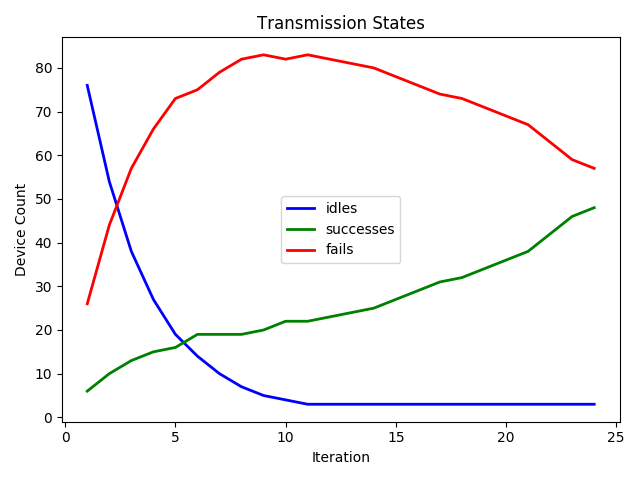 Transmission States
80
70
60
50
40
30
20
10
0
Device Count
idles
successes
fails
0 5 10 15 20 25
Iteration